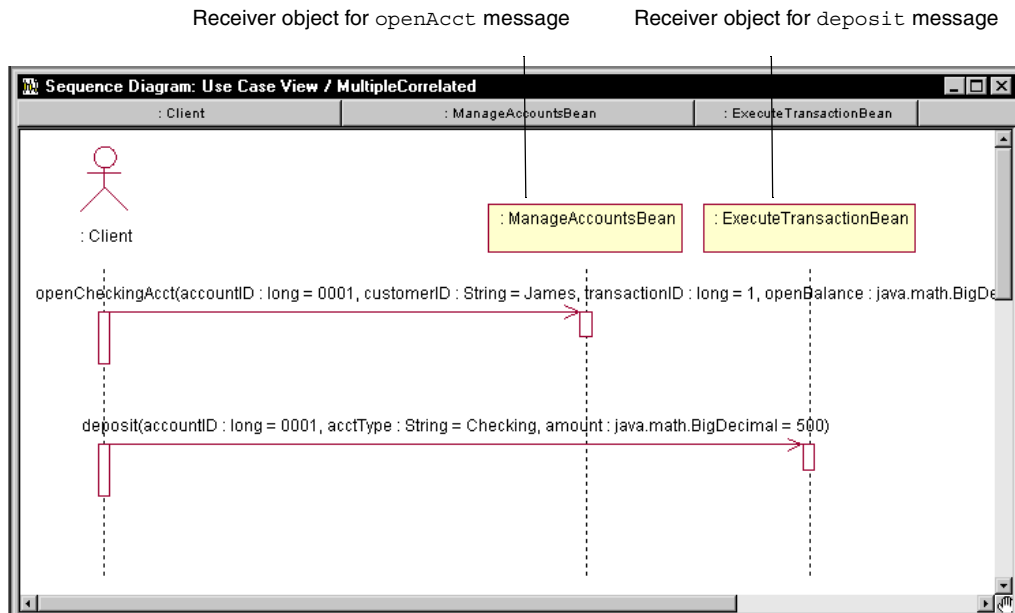 Receiver object for openAcct message
Receiver object for deposit message
Sequence Diagram: Use Case View / MultipleCorrelated
: Client
: ManageAccountsBean
: ExecuteTransactionBean
: ManageAccountsBean
: ExecuteTransactionBean
: Client
openCheckingAcct(accountID : long = 0001, customerID : String = James, transactionID : long = 1, openBalance : java.math.BigDe
deposit(accountID : long = 0001, acctType : String = Checking, amount : java.math.BigDecimal = 500)